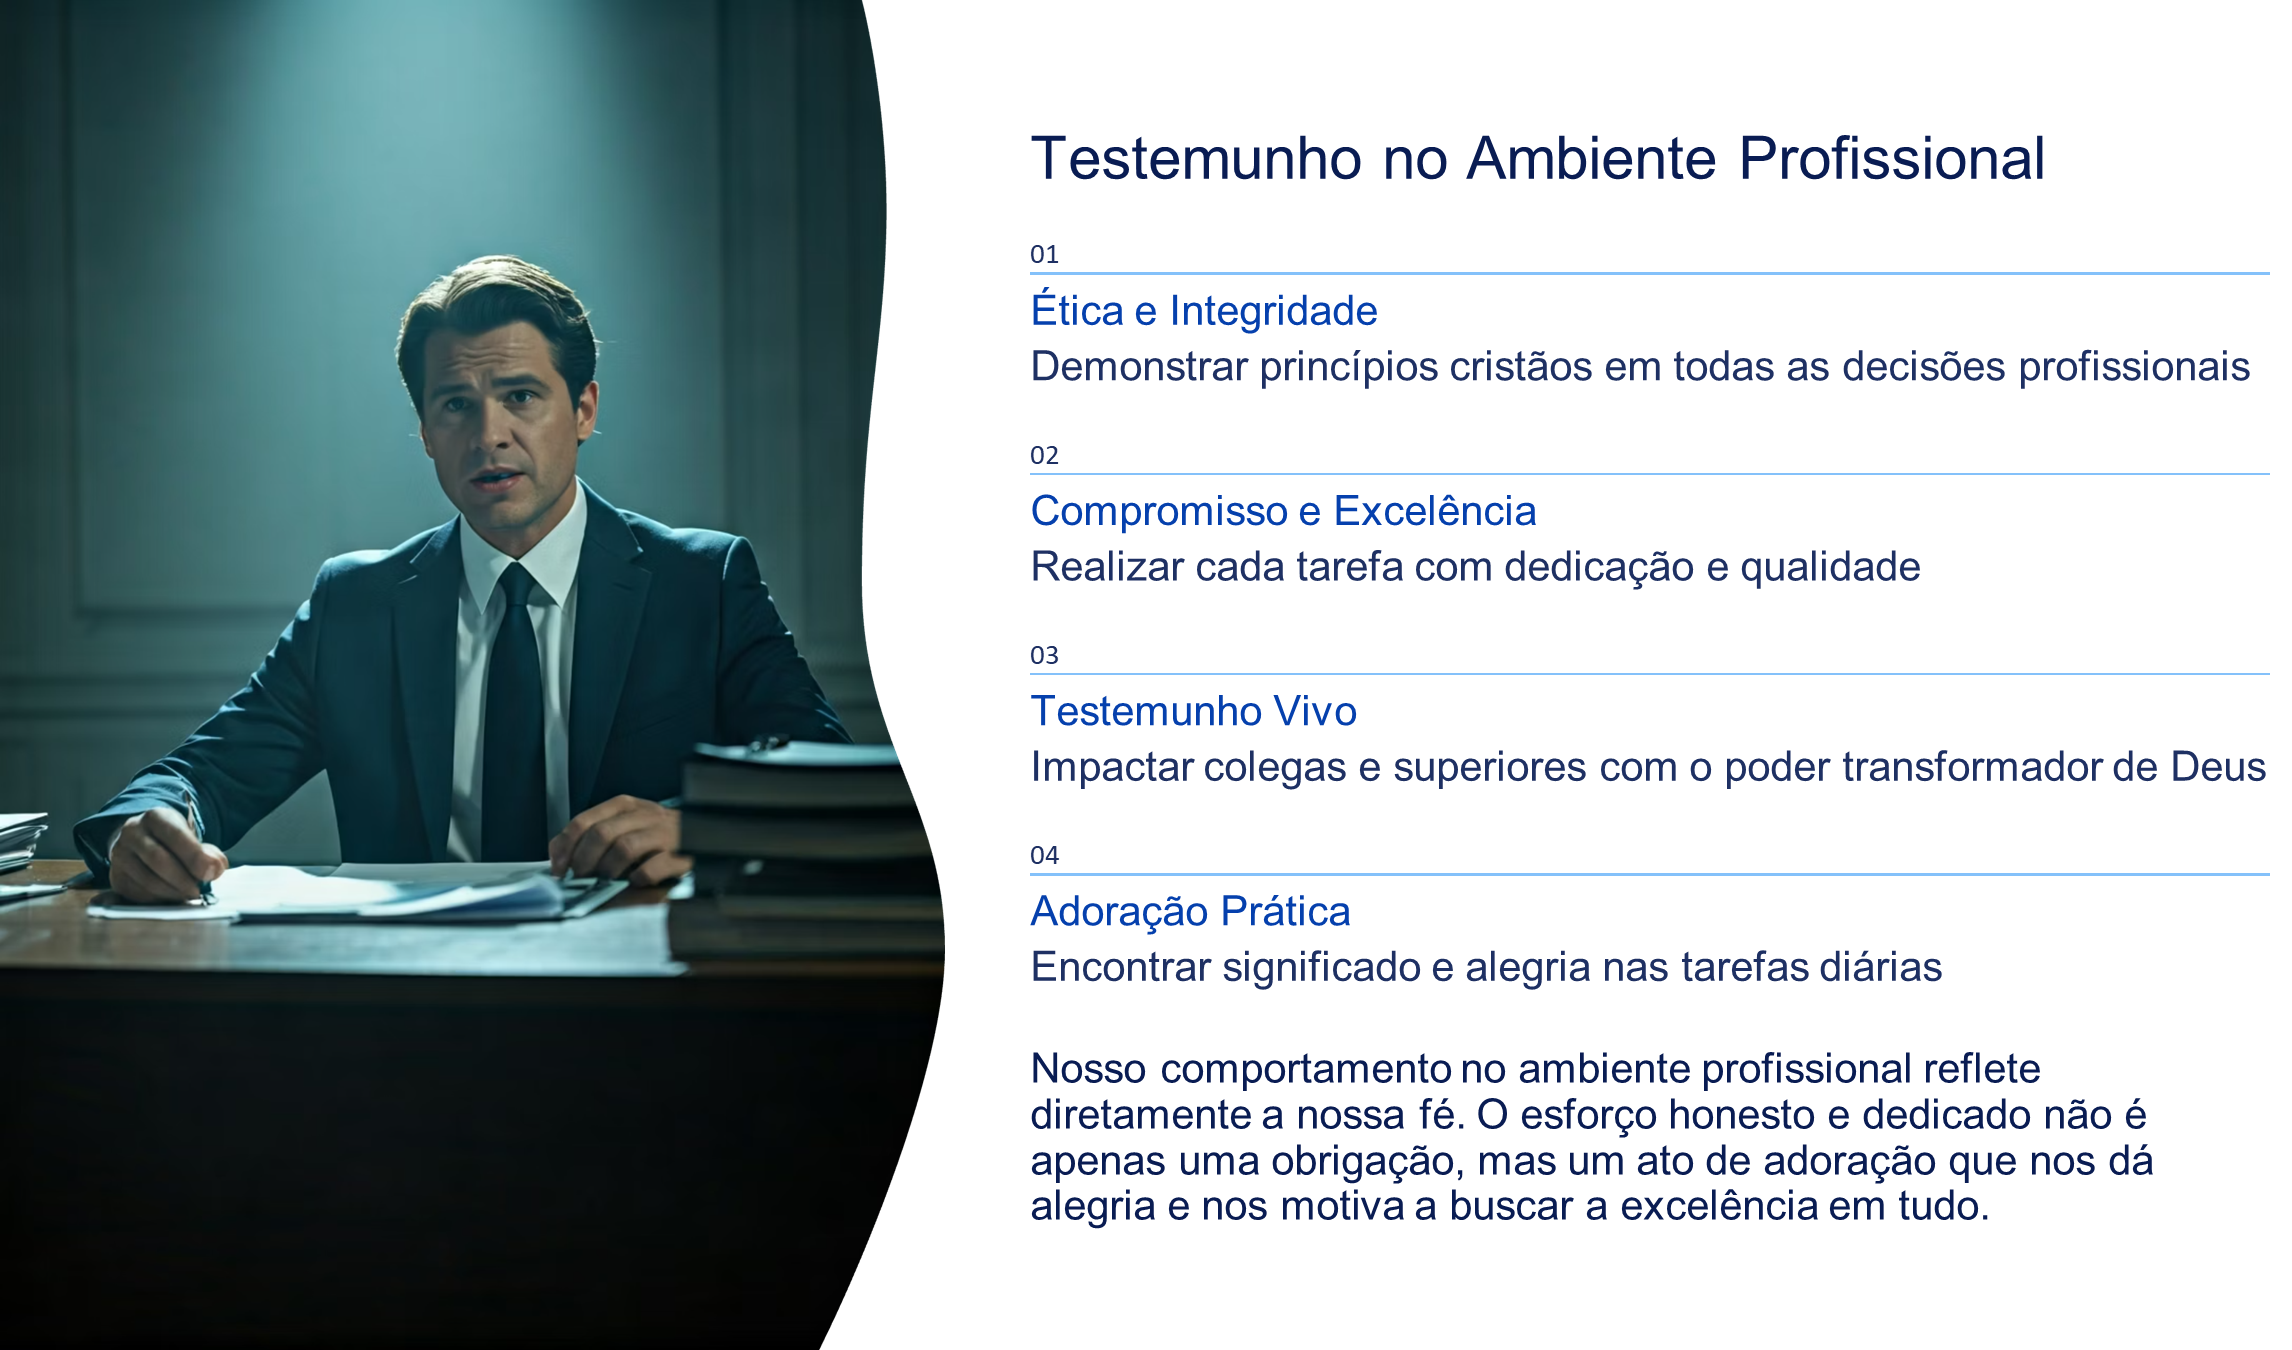 Testemunho no Ambiente Profissional
01
Ética e Integridade
Demonstrar princípios cristãos em todas as decisões profissionais
02
Compromisso e Excelência
Realizar cada tarefa com dedicação e qualidade
03
Testemunho Vivo
Impactar colegas e superiores com o poder transformador de Deus
04
Adoração Prática
Encontrar significado e alegria nas tarefas diárias
Nosso comportamento no ambiente profissional reflete
diretamente a nossa fé. O esforço honesto e dedicado não é
apenas uma obrigação, mas um ato de adoração que nos dá
alegria e nos motiva a buscar a excelência em tudo.